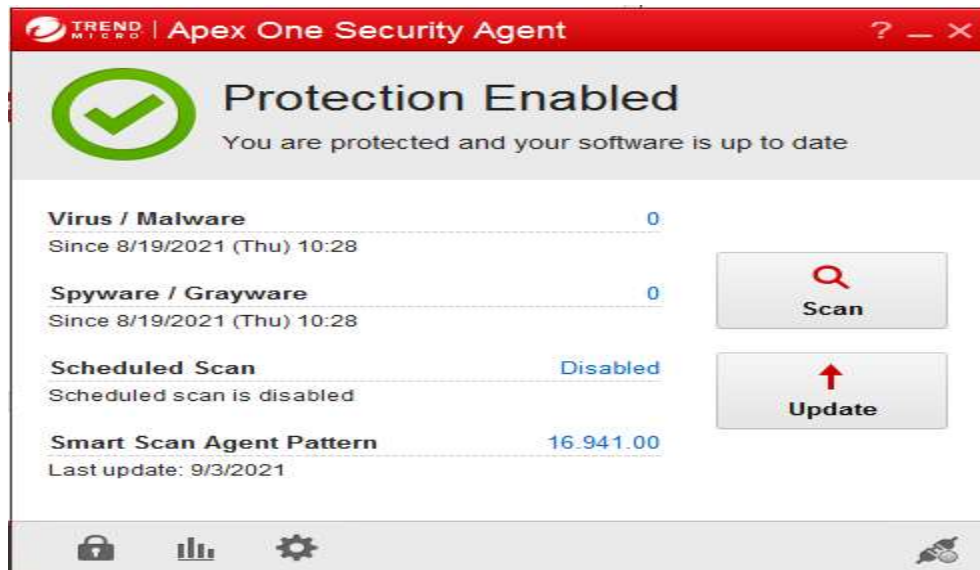 TREND MICRO | Apex One Security Agent ? _ ×
Protection Enabled
You are protected and your software is up to date
Virus / Malware 0
Since 8/19/2021 (Thu) 10:28
Spyware / Grayware 0
Since 8/19/2021 (Thu) 10:28
Scheduled Scan Disabled
Scheduled scan is disabled
Smart Scan Agent Pattern 16.941.00
Last update: 9/3/2021
Scan
Update